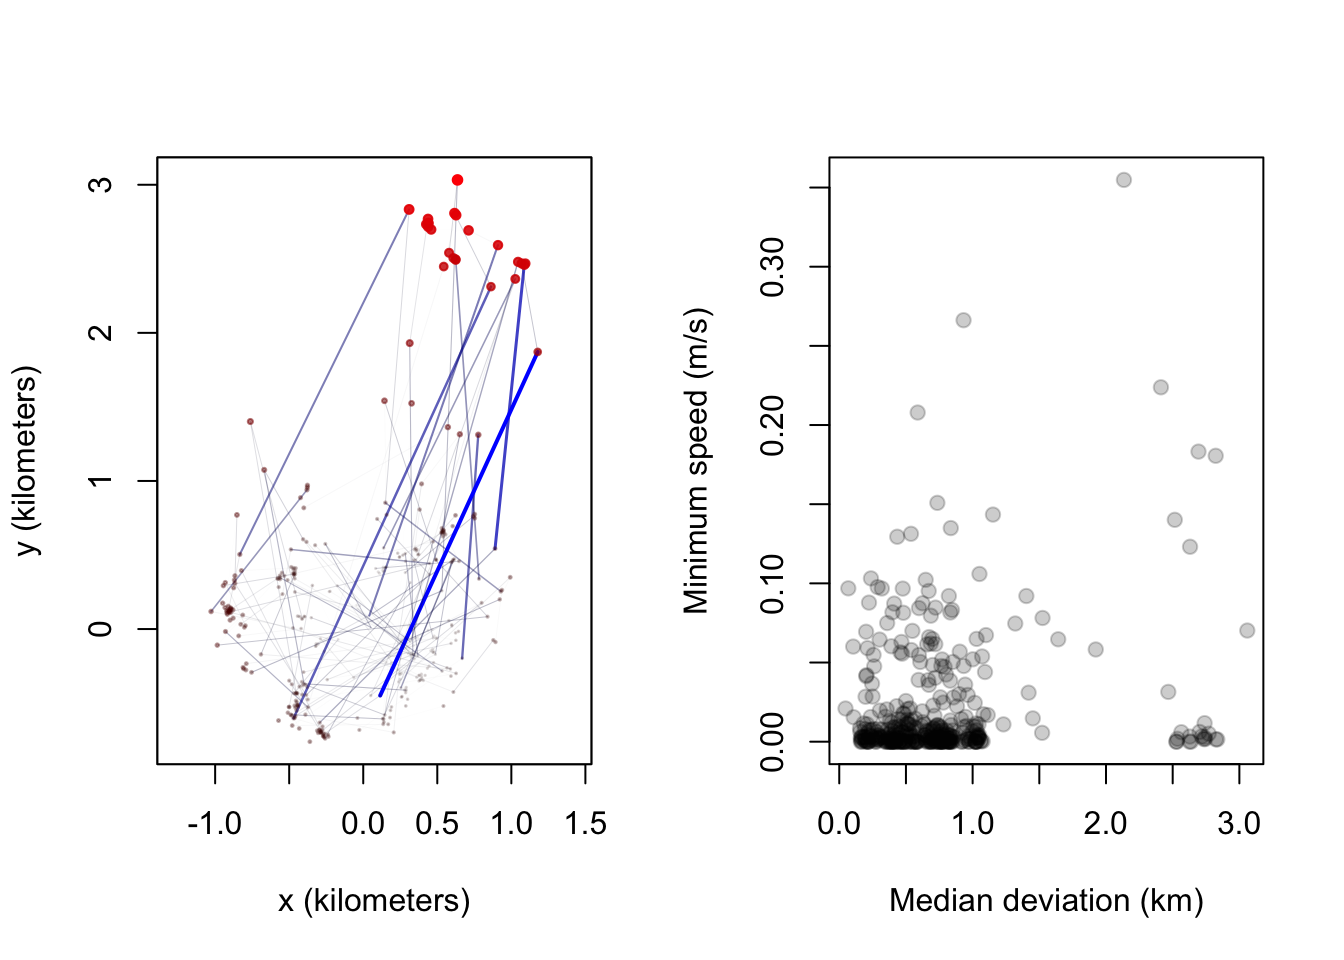 y (kilometers)
3
2
1
0
-1.0 0.0 0.5 1.0 1.5
x (kilometers)
Minimum speed (m/s)
0.30
0.20
0.10
0.00
0.0 1.0 2.0 3.0
Median deviation (km)